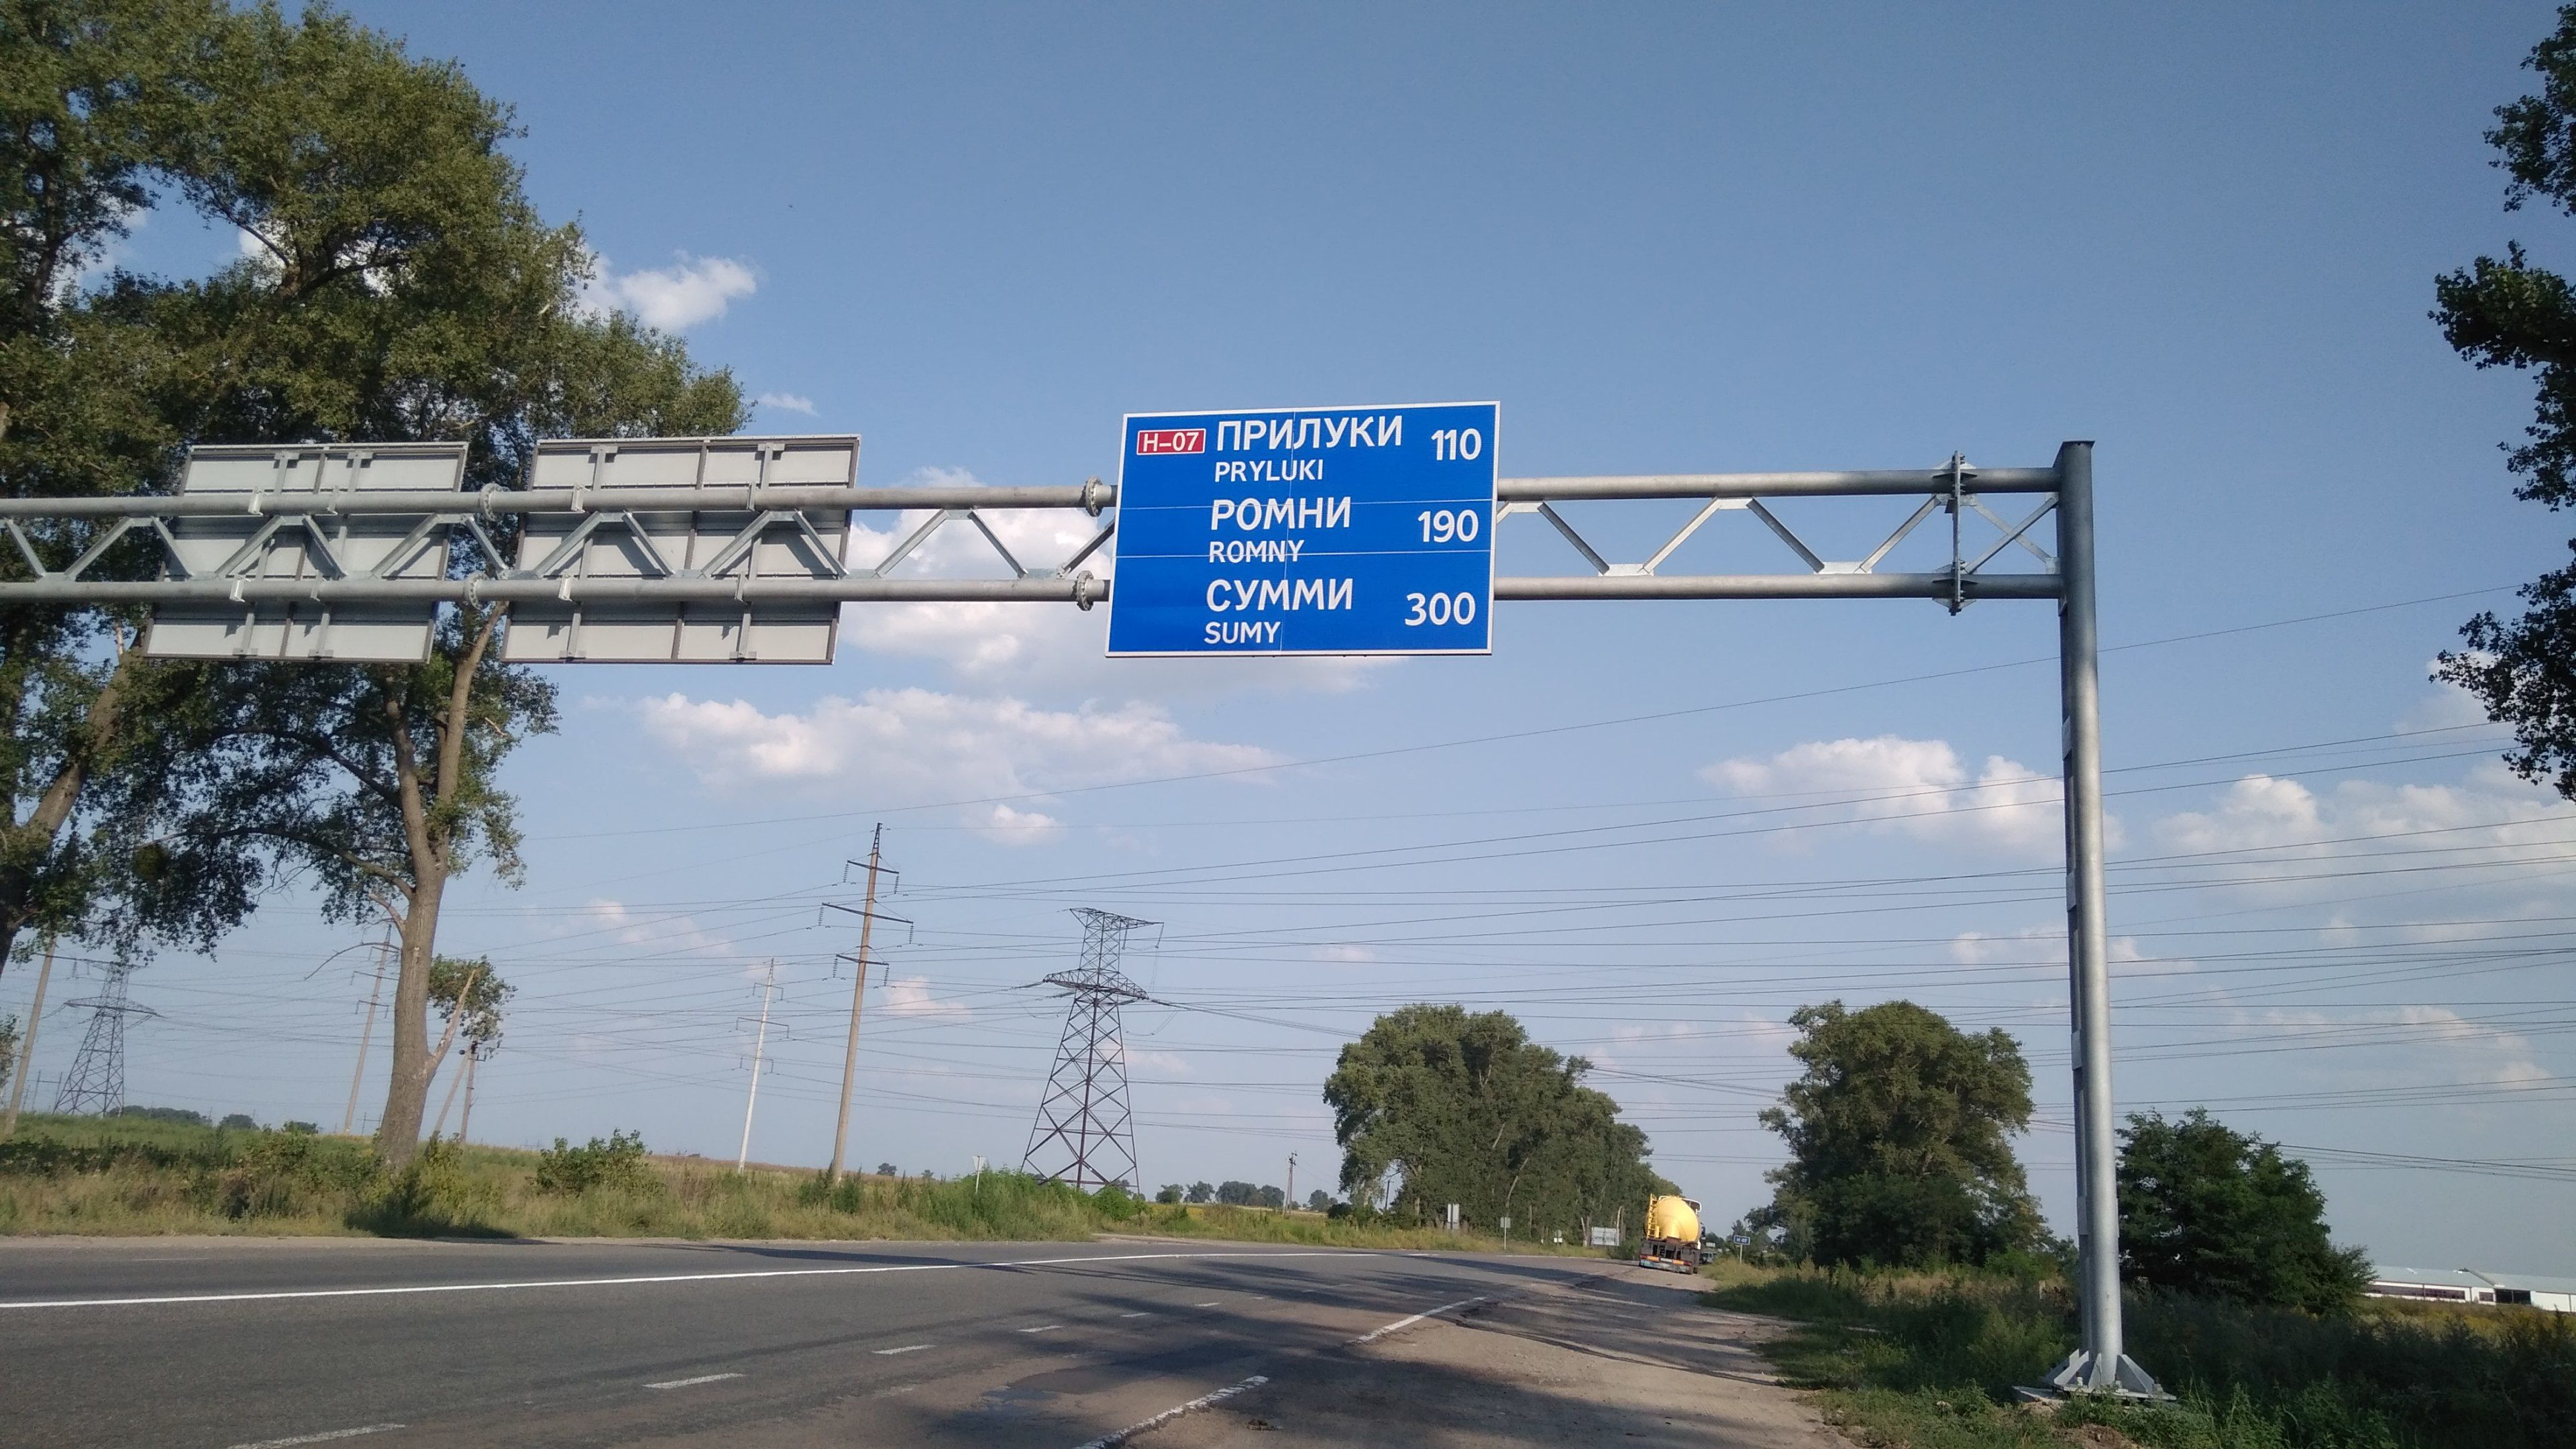 Н-07 ПРИЛУКИ 110
PRYLUKI
РОМНИ 190
ROMNY
СУММИ 300
SUMY